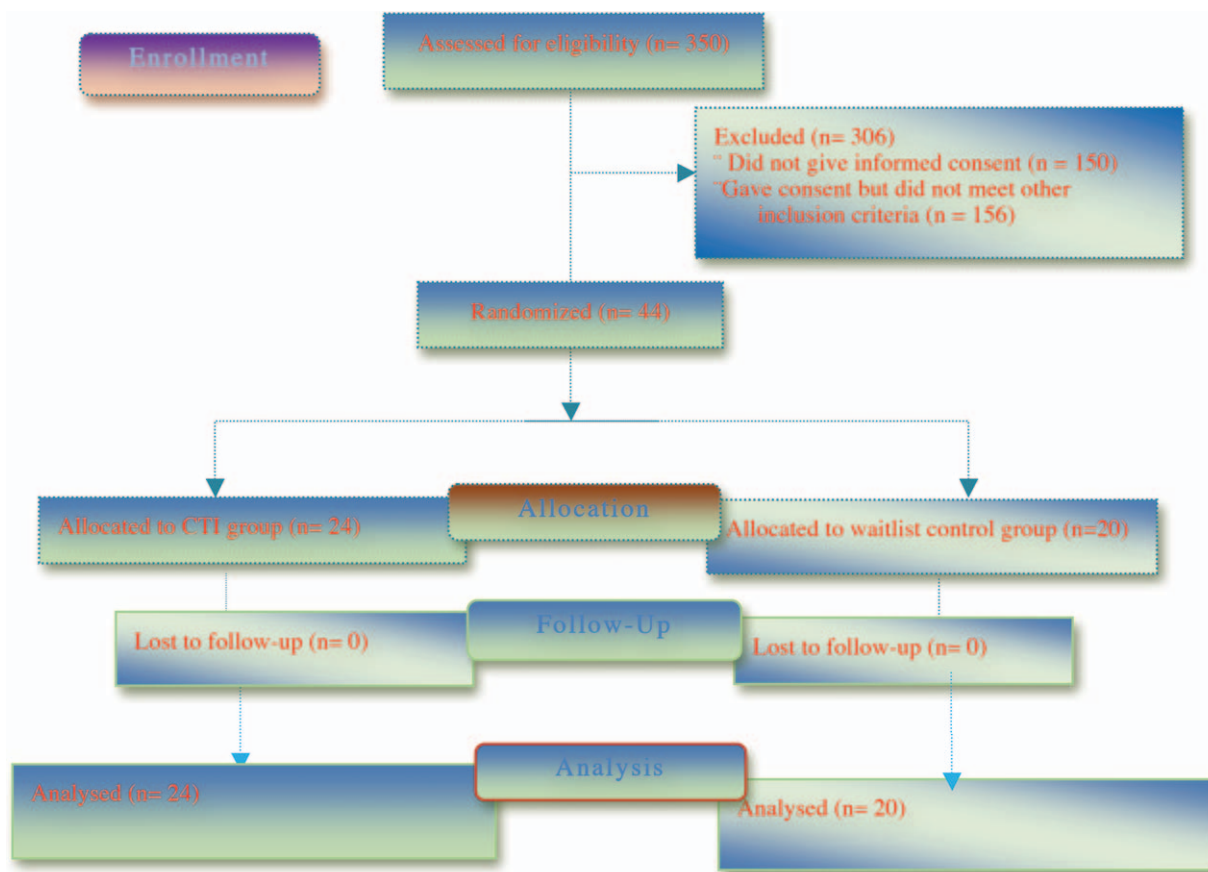 Enrollment
Assessed for eligibility (n= 350)
Excluded (n= 306)
¨ Did not give informed consent (n = 150)
¨Gave consent but did not meet other
inclusion criteria (n = 156)
Randomized (n= 44)
Allocation
Allocated to CTI group (n= 24)
Allocated to waitlist control group (n=20)
Follow-Up
Lost to follow-up (n= 0)
Lost to follow-up (n= 0)
Analysis
Analysed (n= 24)
Analysed (n= 20)